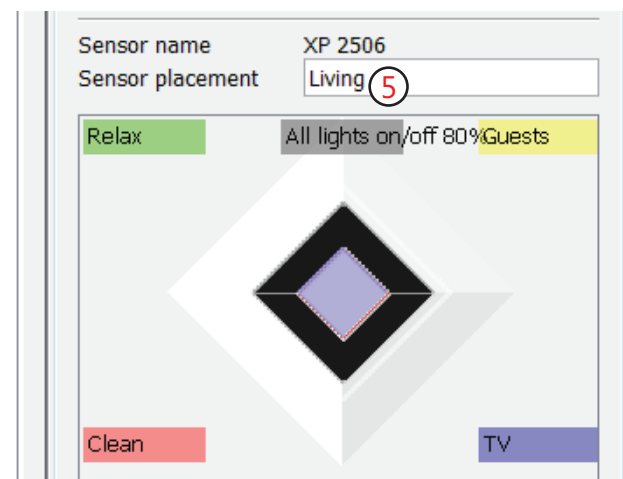 Sensor name XP 2506
Sensor placement Living 5
Relax All lights on/off 80% Guests
Clean TV